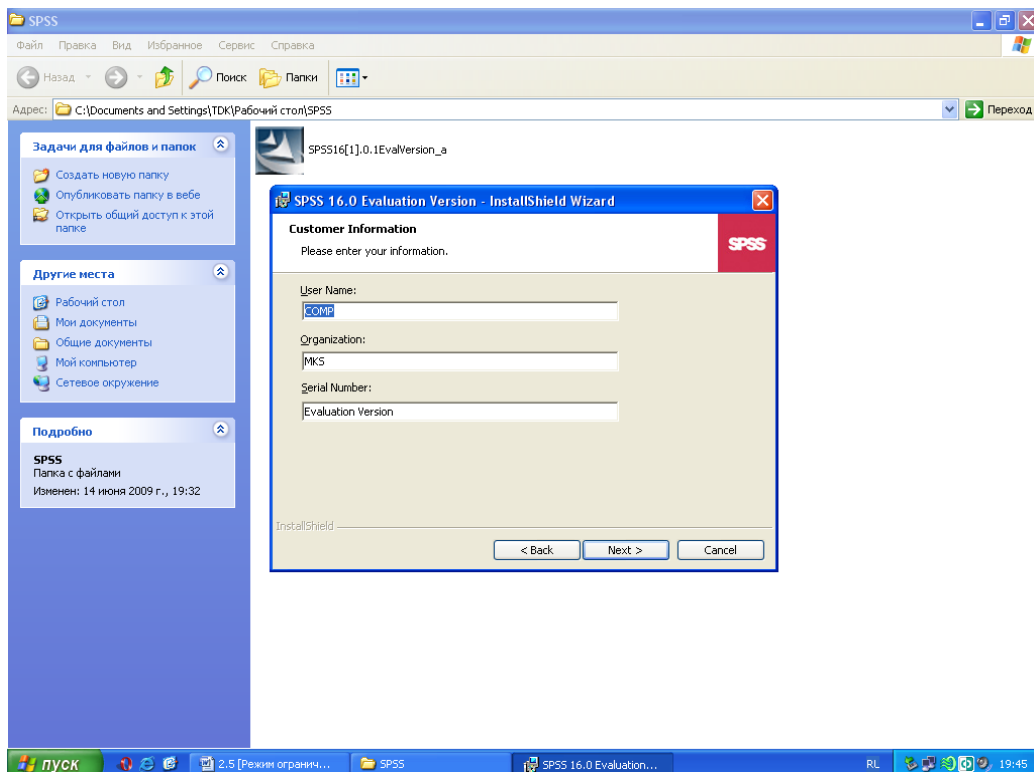 SPSS
Файл Правка Вид Избранное Сервис Справка
Назад Поиск Папки
Адрес: C:\Documents and Settings\TDK\Рабочий стол\SPSS Переход
Задачи для файлов и папок
Создать новую папку
Опубликовать папку в вебе
Открыть общий доступ к этой
папке
Другие места
Рабочий стол
Мои документы
Общие документы
Мой компьютер
Сетевое окружение
Подробно
SPSS
Папка с файлами
Изменен: 14 июня 2009 г., 19:32
SPSS16[1].0.1EvalVersion_a
SPSS 16.0 Evaluation Version - InstallShield Wizard
Customer Information
Please enter your information.
SPSS
User Name:
COMP
Organization:
MKS
Serial Number:
Evaluation Version
InstallShield
< Back Next > Cancel
пуск 2.5 [Режим огранич... SPSS SPSS 16.0 Evaluation... RL 19:45